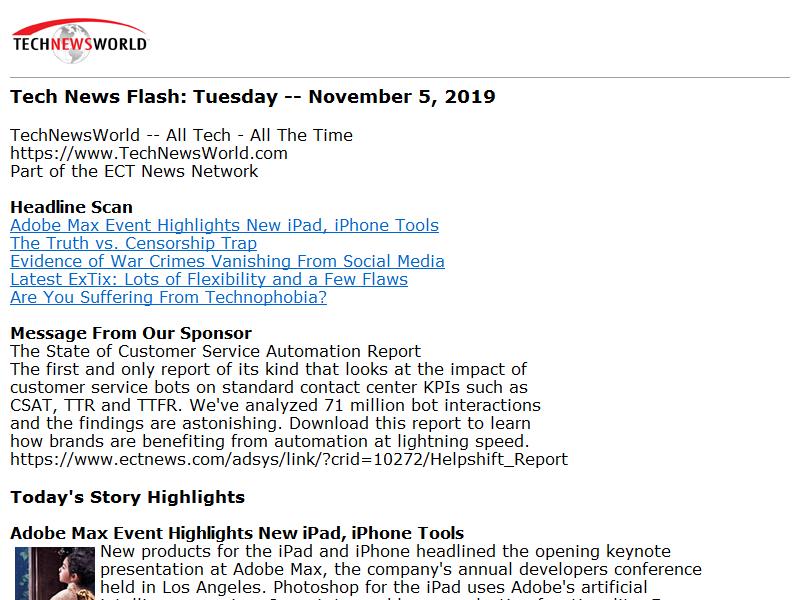 TECHNEWSWORLD
Tech News Flash: Tuesday -- November 5, 2019
TechNewsWorld -- All Tech - All The Time
https://www.TechNewsWorld.com
Part of the ECT News Network
Headline Scan
Adobe Max Event Highlights New iPad, iPhone Tools
The Truth vs. Censorship Trap
Evidence of War Crimes Vanishing From Social Media
Latest ExTix: Lots of Flexibility and a Few Flaws
Are You Suffering From Technophobia?
Message From Our Sponsor
The State of Customer Service Automation Report
The first and only report of its kind that looks at the impact of
customer service bots on standard contact center KPIs such as
CSAT, TTR and TTFR. We've analyzed 71 million bot interactions
and the findings are astonishing. Download this report to learn
how brands are benefiting from automation at lightning speed.
https://www.ectnews.com/adsys/link/?crid=10272/Helpshift_Report
Today's Story Highlights
Adobe Max Event Highlights New iPad, iPhone Tools
New products for the iPad and iPhone headlined the opening keynote
presentation at Adobe Max, the company's annual developers conference
held in Los Angeles. Photoshop for the iPad uses Adobe's artificial